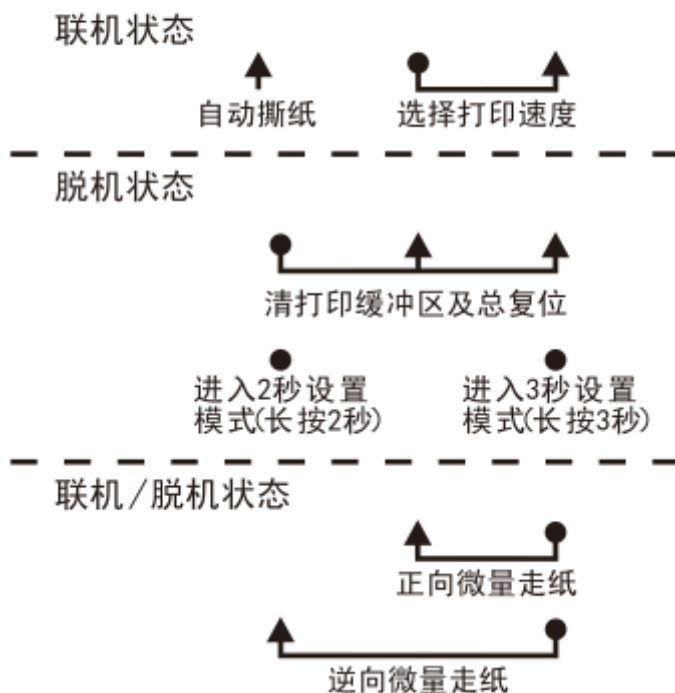 联机状态
自动撕纸 选择打印速度
脱机状态
清打印缓冲区及总复位
进入2秒设置 进入3秒设置
模式(长按2秒) 模式(长按3秒)
联机/脱机状态
正向微量走纸
逆向微量走纸